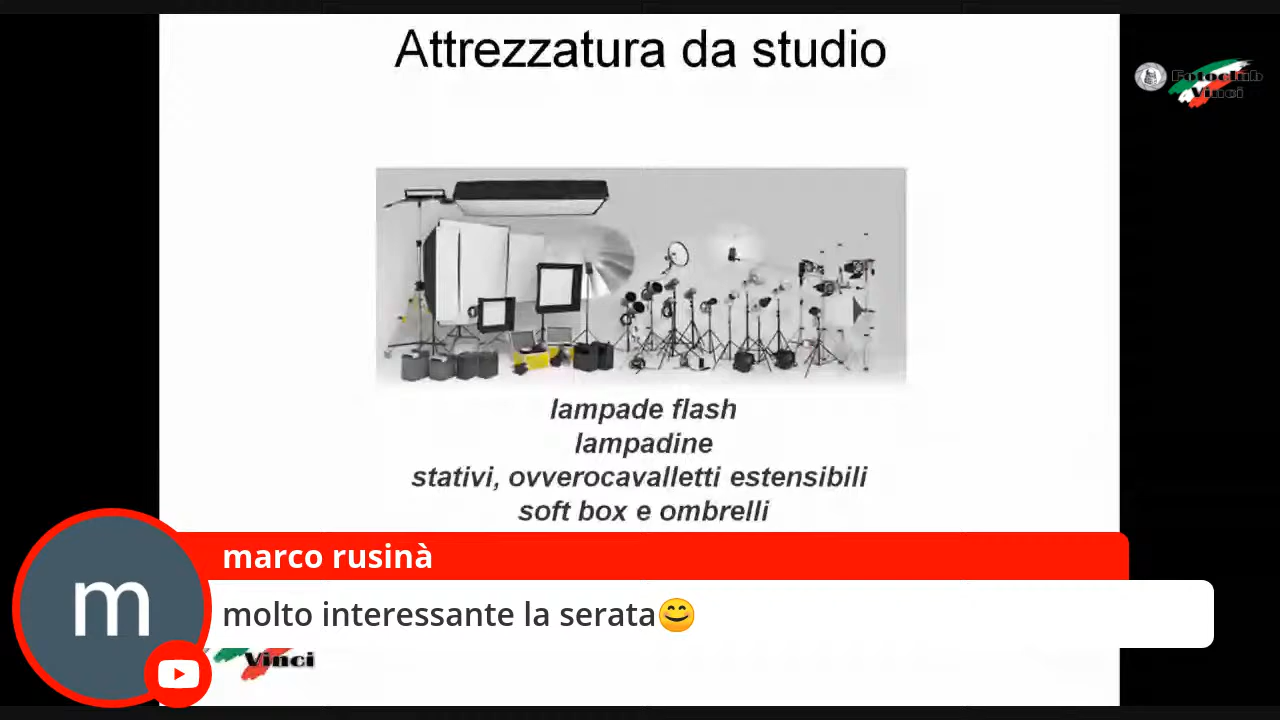 Attrezzatura da studio
Fotoclub
Vinci
lampade flash
lampadine
stativi, ovverocavalletti estensibili
soft box e ombrelli
marco rusinà
m
molto interessante la serata😊
Vinci